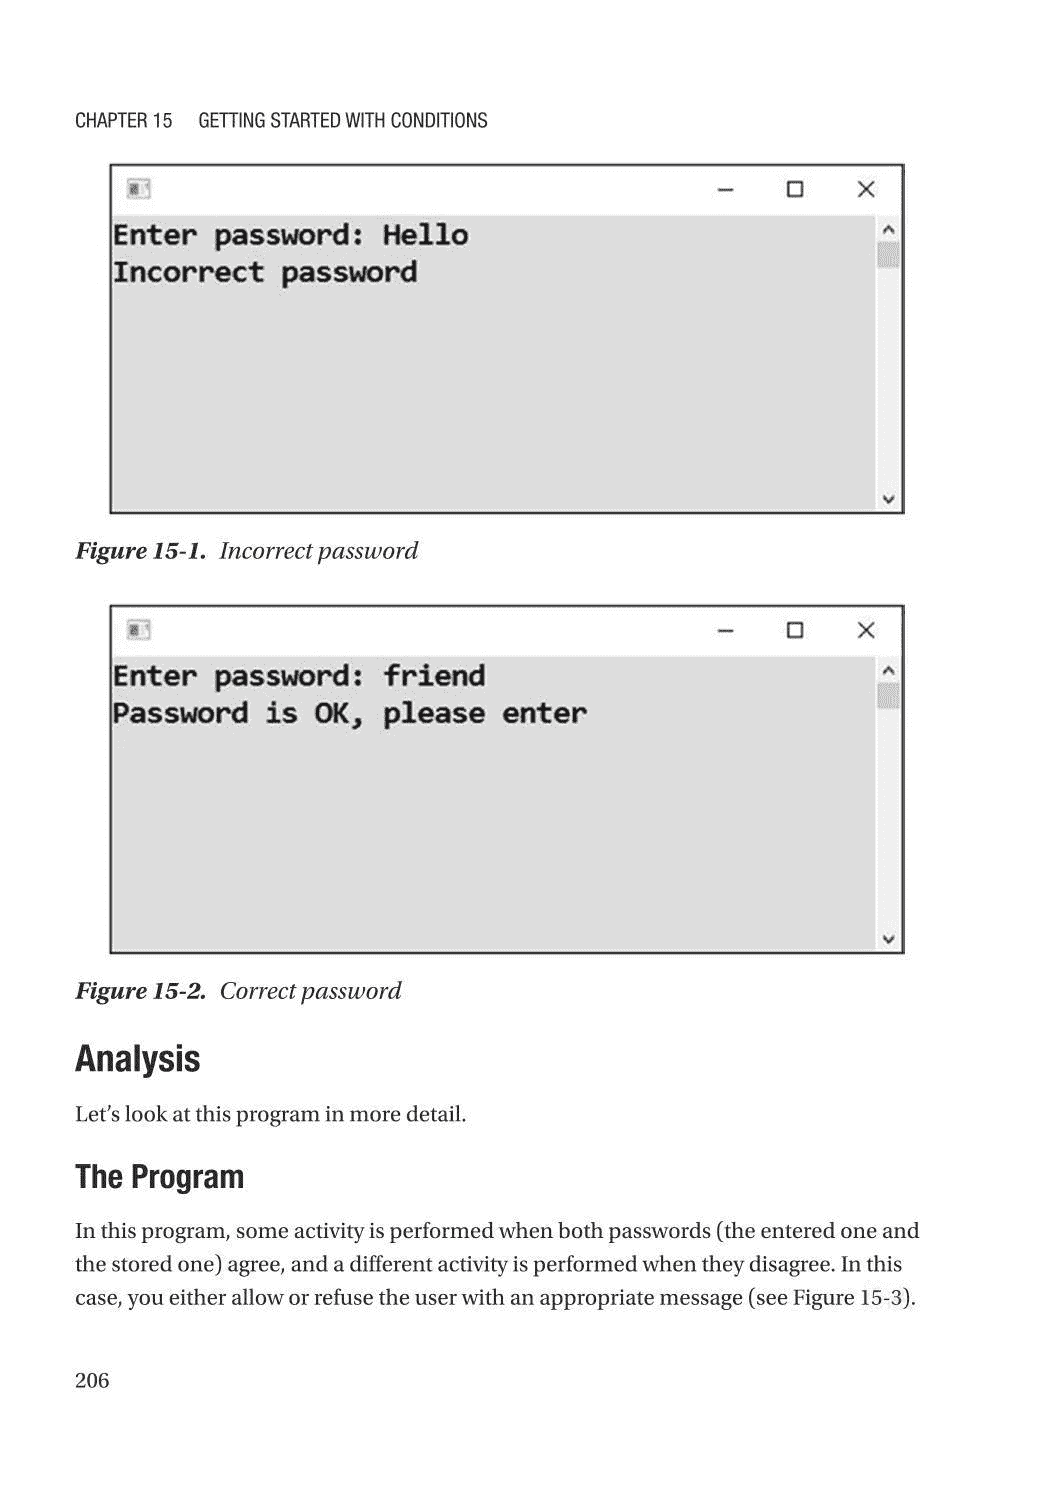 CHAPTER 15 GETTING STARTED WITH CONDITIONS
Enter password: Hello
Incorrect password
Figure 15-1. Incorrect password
Enter password: friend
Password is OK, please enter
Figure 15-2. Correct password
Analysis
Let's look at this program in more detail.
The Program
In this program, some activity is performed when both passwords (the entered one and
the stored one) agree, and a different activity is performed when they disagree. In this
case, you either allow or refuse the user with an appropriate message (see Figure 15-3).
206